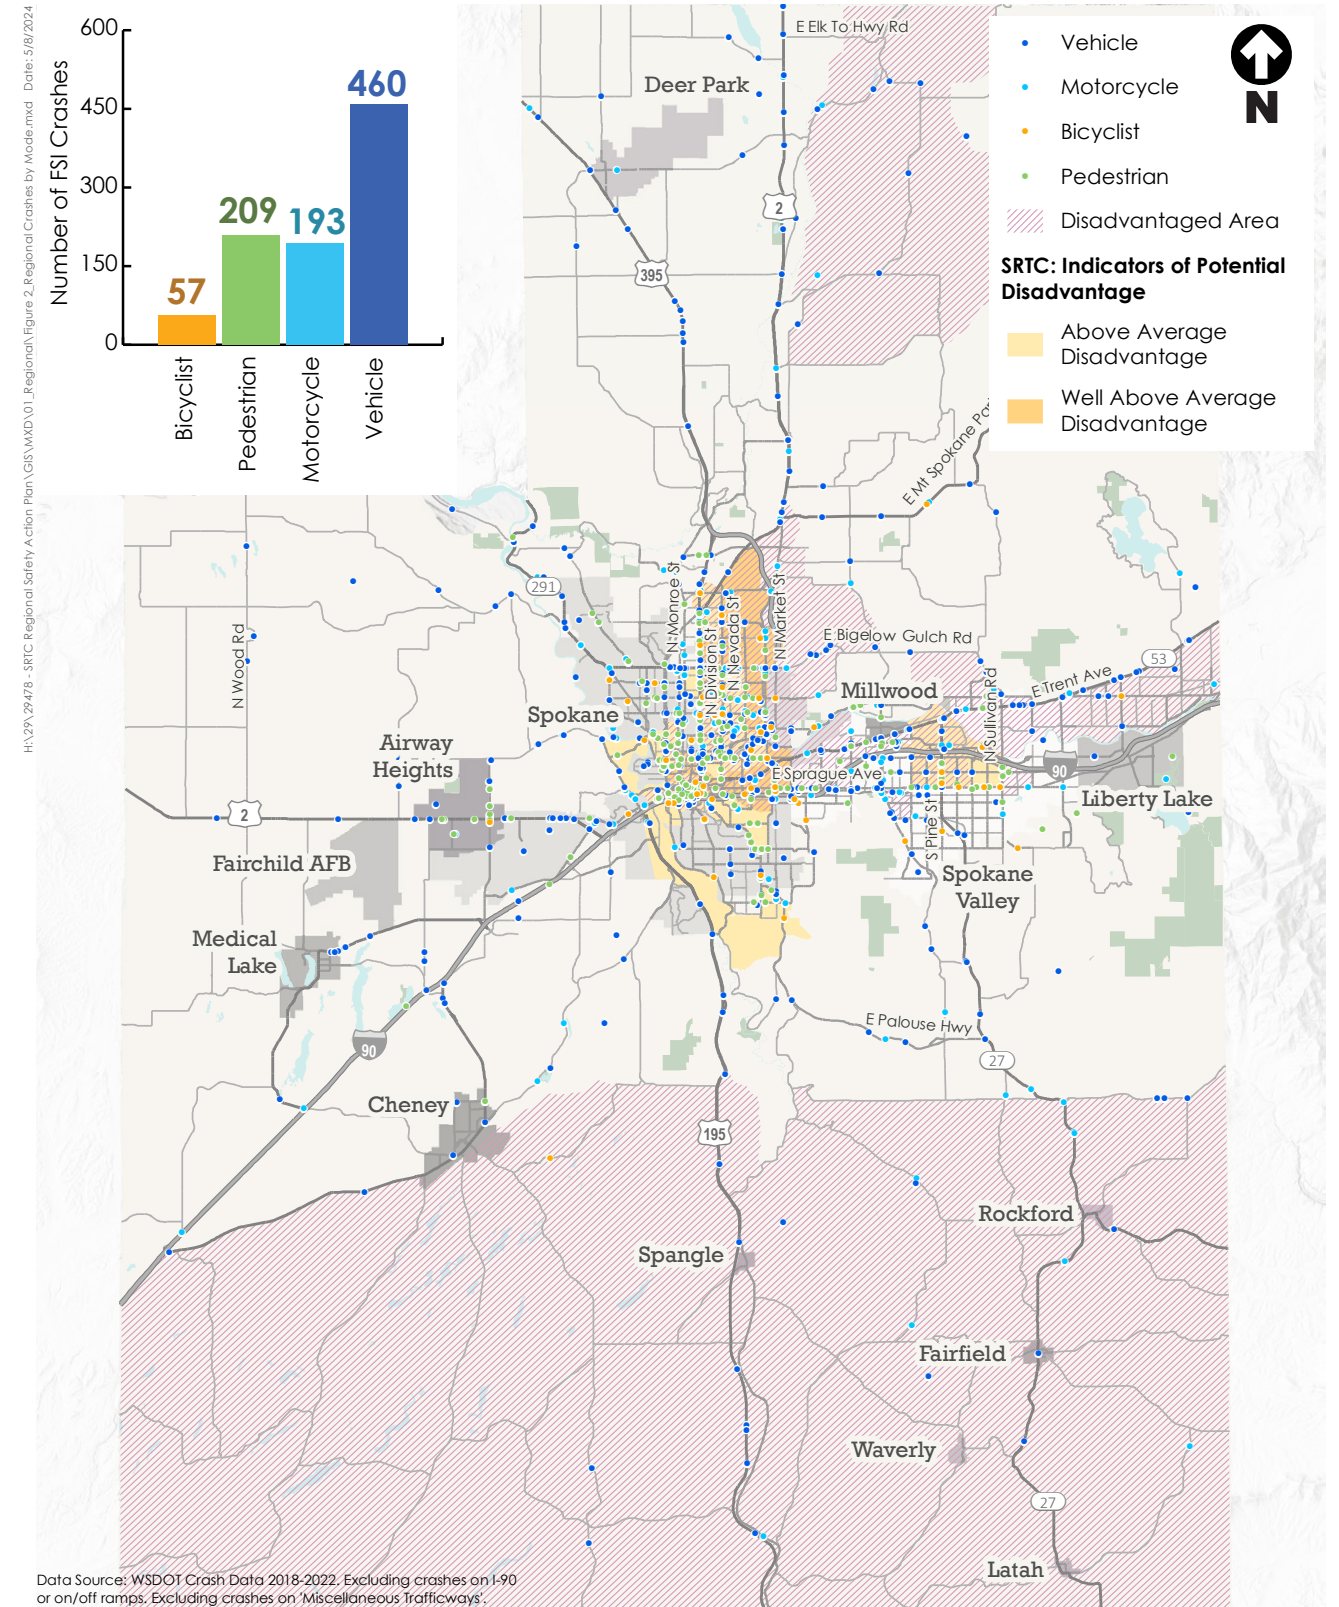 H:\29\29478 - SRTC Regional Safety Action Plan\GIS\MXD\01_Regional\Figure 2_Regional Crashes by Mode.mxd   Date: 5/8/2024
Number of FSI Crashes
600
450
300
150
0
57
209
193
460
Bicyclist
Pedestrian
Motorcycle
Vehicle
Vehicle
Motorcycle
Bicyclist
Pedestrian
Disadvantaged Area
SRTC: Indicators of Potential
Disadvantage
Above Average
Disadvantage
Well Above Average
Disadvantage
N
E Elk To Hwy Rd
Deer Park
2
395
E Mt Spokane Par
291
N Monroe St
N Division St
N Nevada St
N Market St
E Bigelow Gulch Rd
N Wood Rd
53
E Trent Ave
N Sullivan Rd
Millwood
Spokane
Airway
Heights
E Sprague Ave
90
Liberty Lake
2
S Pine St
Fairchild AFB
Spokane
Valley
Medical
Lake
E Palouse Hwy
90
27
Cheney
195
Rockford
Spangle
Fairfield
Waverly
27
Latah
Data Source: WSDOT Crash Data 2018-2022. Excluding crashes on I-90
or on/off ramps. Excluding crashes on 'Miscellaneous Trafficways'.